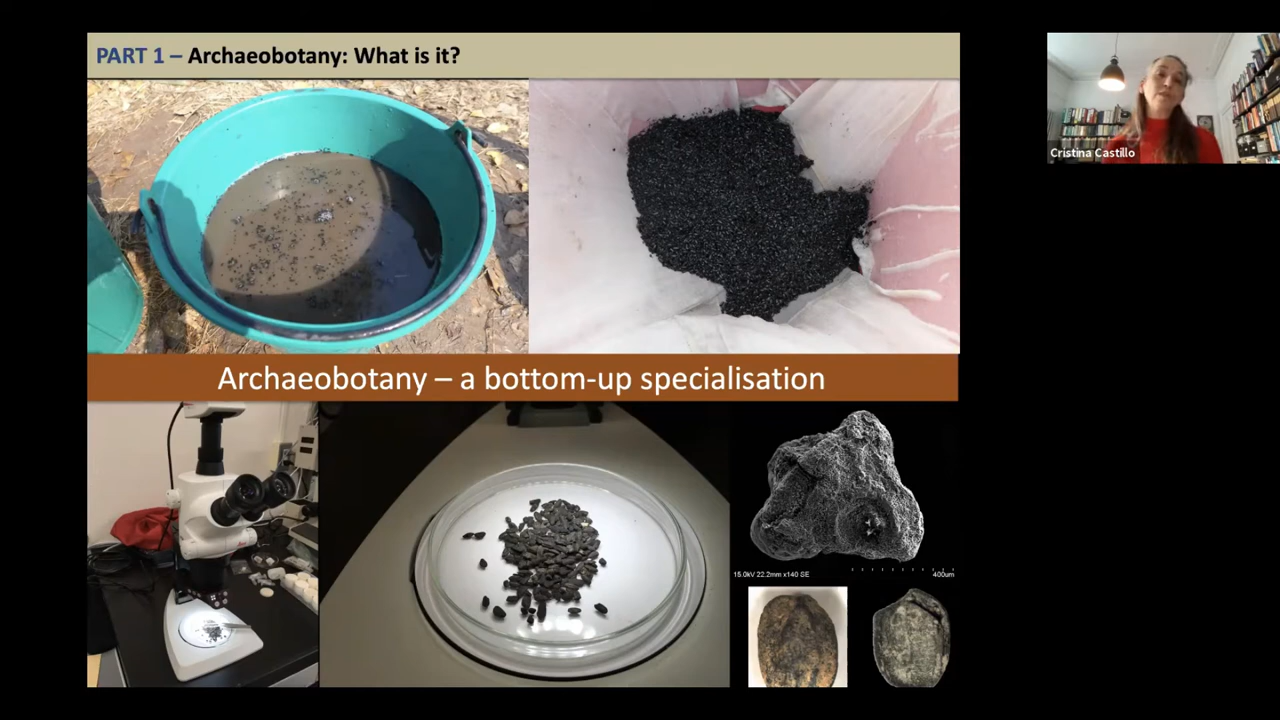 PART 1 – Archaeobotany: What is it?
Cristina Castillo
Archaeobotany – a bottom-up specialisation
15.0kV 22.2mm x140 SE
400um